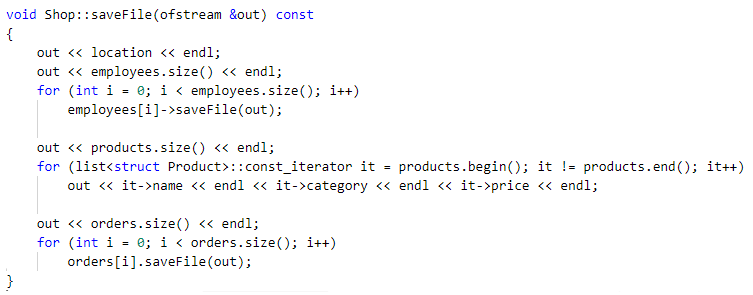 void Shop::saveFile(ofstream &out) const
{
    out << location << endl;
    out << employees.size() << endl;
    for (int i = 0; i < employees.size(); i++)
        employees[i]->saveFile(out);

    out << products.size() << endl;
    for (list<struct Product>::const_iterator it = products.begin(); it != products.end(); it++)
        out << it->name << endl << it->category << endl << it->price << endl;

    out << orders.size() << endl;
    for (int i = 0; i < orders.size(); i++)
        orders[i].saveFile(out);
}